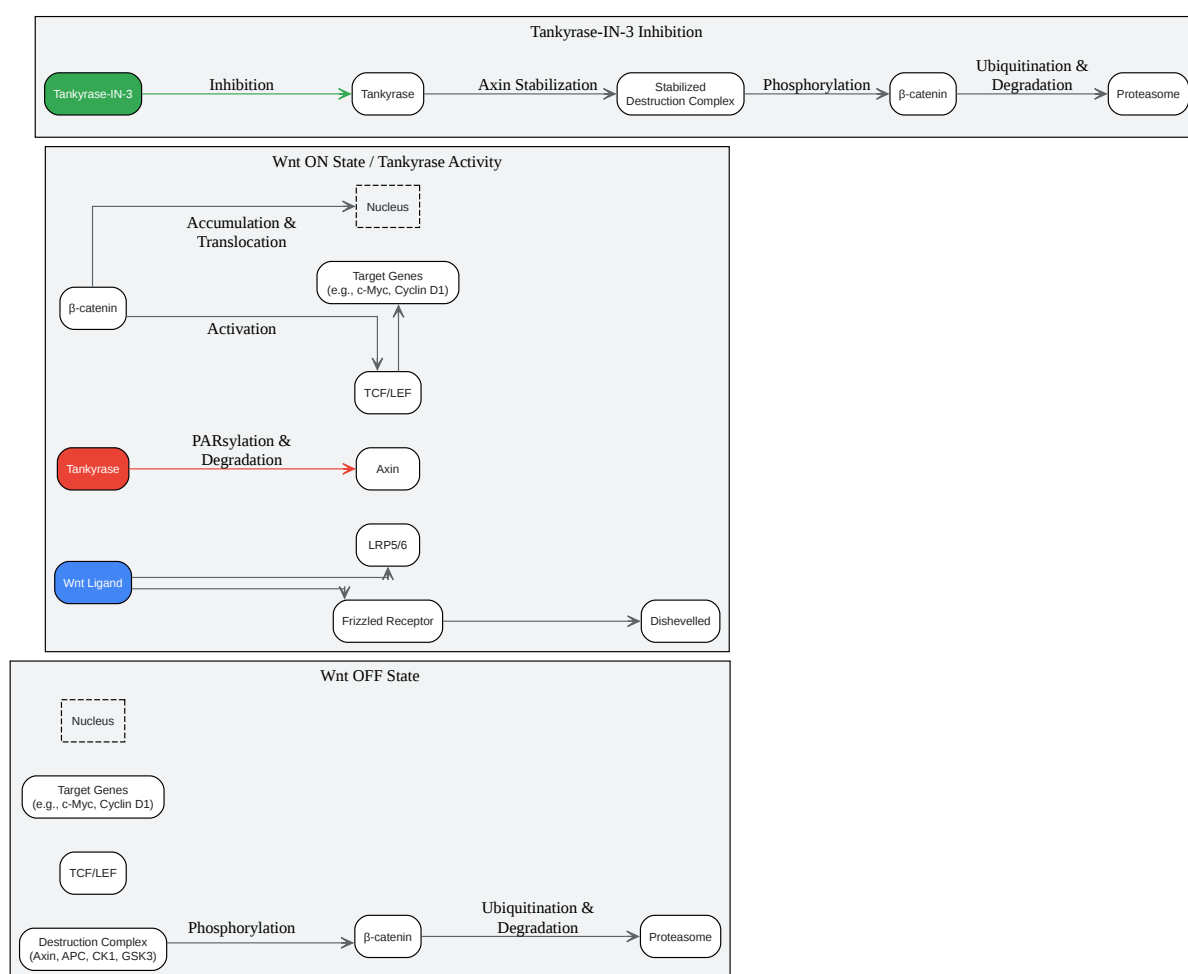 Tankyrase-IN-3 Inhibition
Tankyrase-IN-3
Inhibition
Tankyrase
Axin Stabilization
Stabilized
Destruction Complex
Phosphorylation
β-catenin
Ubiquitination &
Degradation
Proteasome
Wnt ON State / Tankyrase Activity
Nucleus
Accumulation &
Translocation
Target Genes
(e.g., c-Myc, Cyclin D1)
β-catenin
Activation
TCF/LEF
Tankyrase
PARsylation &
Degradation
Axin
LRP5/6
Wnt Ligand
Frizzled Receptor
Dishevelled
Wnt OFF State
Nucleus
Target Genes
(e.g., c-Myc, Cyclin D1)
TCF/LEF
Destruction Complex
(Axin, APC, CK1, GSK3)
Phosphorylation
β-catenin
Ubiquitination &
Degradation
Proteasome